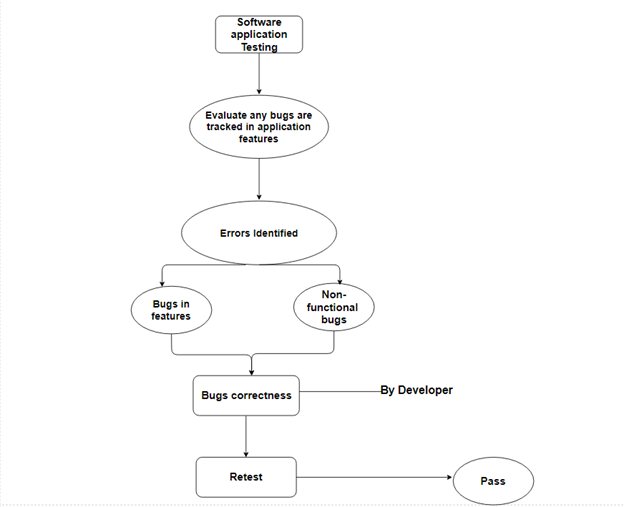 Software
application
Testing
Evaluate any bugs are
tracked in application
features
Errors Identified
Bugs in
features
Non-
functional
bugs
Bugs correctness
By Developer
Retest
Pass